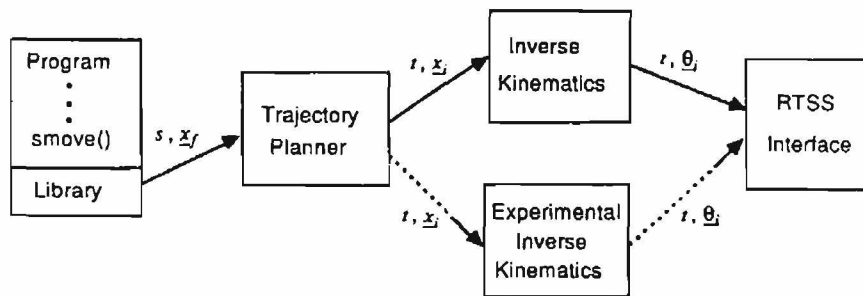 Program
smove()
Library
s, x_f
Trajectory
Planner
t, x_i
Inverse
Kinematics
t, θ_i
t, x_i
Experimental
Inverse
Kinematics
t, θ_i
RTSS
Interface